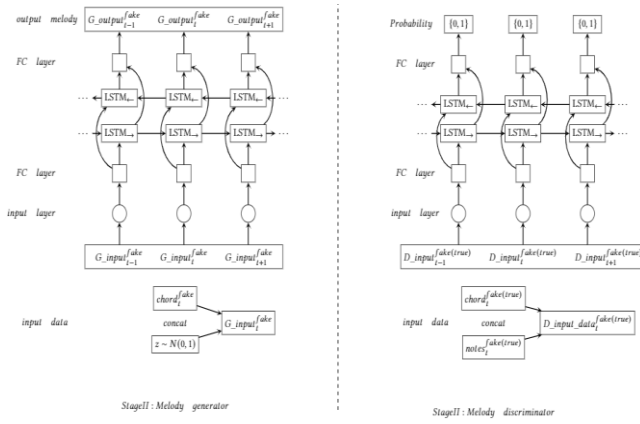 output melody G_output_{t-1}^{fake} G_output_t^{fake} G_output_{t+1}^{fake}
FC layer
··· LSTM← LSTM← LSTM← ···
··· LSTM→ LSTM→ LSTM→ ···
FC layer
input layer
G_input_{t-1}^{fake} G_input_t^{fake} G_input_{t+1}^{fake}
chord_t^{fake}
input data concat G_input_t^{fake}
z ~ N(0,1)
StageII : Melody generator
Probability {0,1} {0,1} {0,1}
FC layer
··· LSTM← LSTM← LSTM← ···
··· LSTM→ LSTM→ LSTM→ ···
FC layer
input layer
D_input_{t-1}^{fake(true)} D_input_t^{fake(true)} D_input_{t+1}^{fake(true)}
chord_t^{fake(true)}
input data concat D_input_data_t^{fake(true)}
notes_t^{fake(true)}
StageII : Melody discriminator